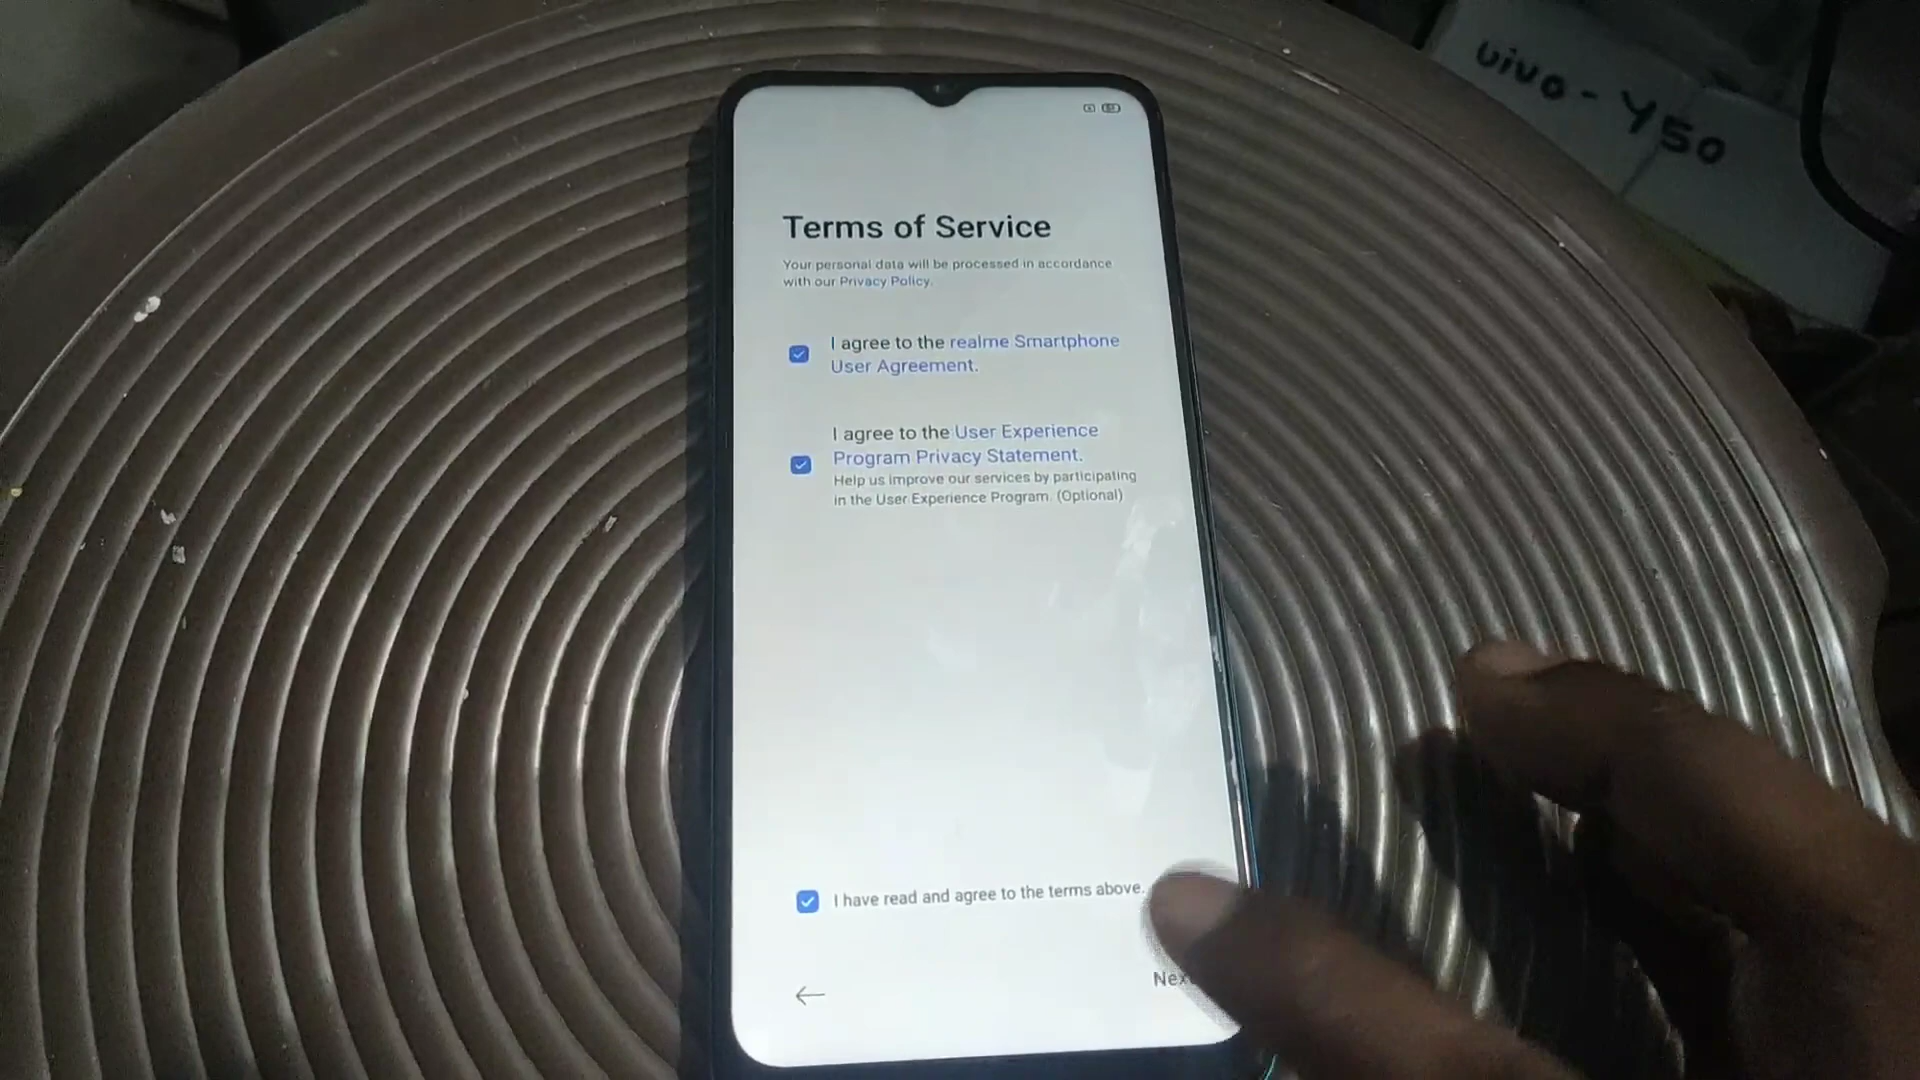 vivo - Y50
Terms of Service
Your personal data will be processed in accordance
with our Privacy Policy.
I agree to the realme Smartphone
User Agreement.
I agree to the User Experience
Program Privacy Statement.
Help us improve our services by participating
in the User Experience Program. (Optional)
I have read and agree to the terms above.
Nex